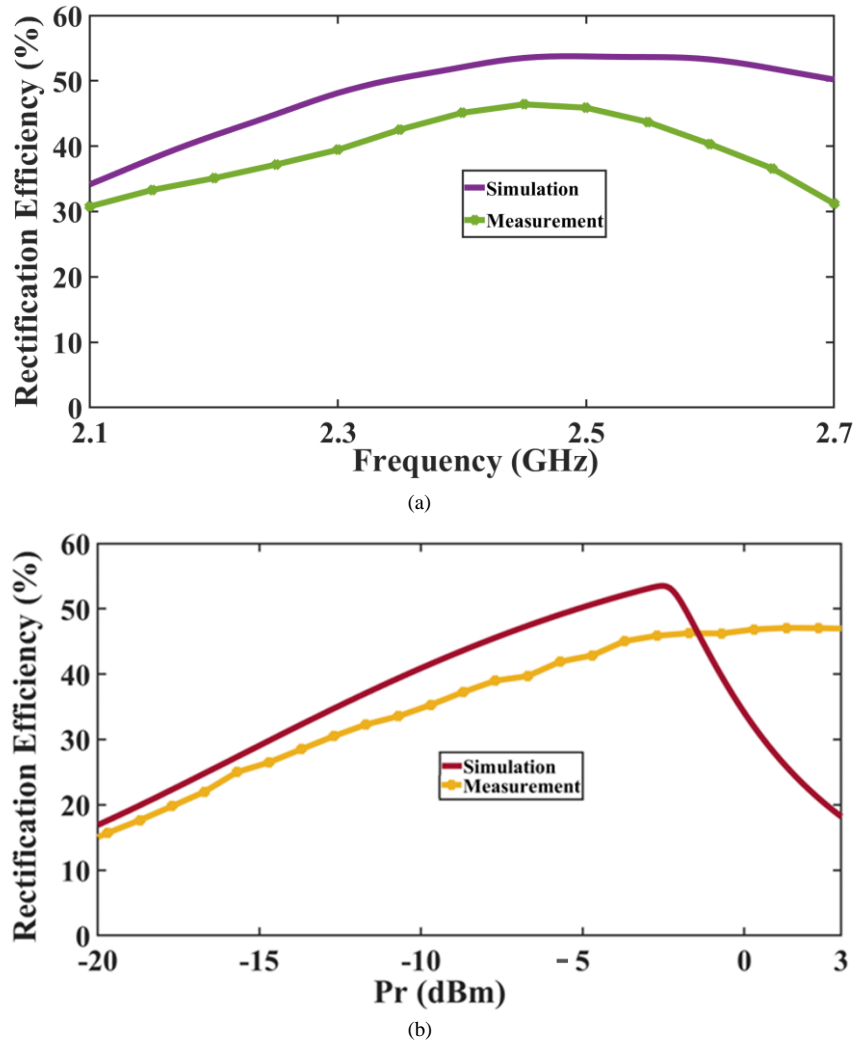 Rectification Efficiency (%)
60
50
40
30
20
10
0
2.1 2.3 2.5 2.7
Frequency (GHz)
Simulation
Measurement
(a)
Rectification Efficiency (%)
60
50
40
30
20
10
0
-20 -15 -10 -5 0 3
Pr (dBm)
Simulation
Measurement
(b)